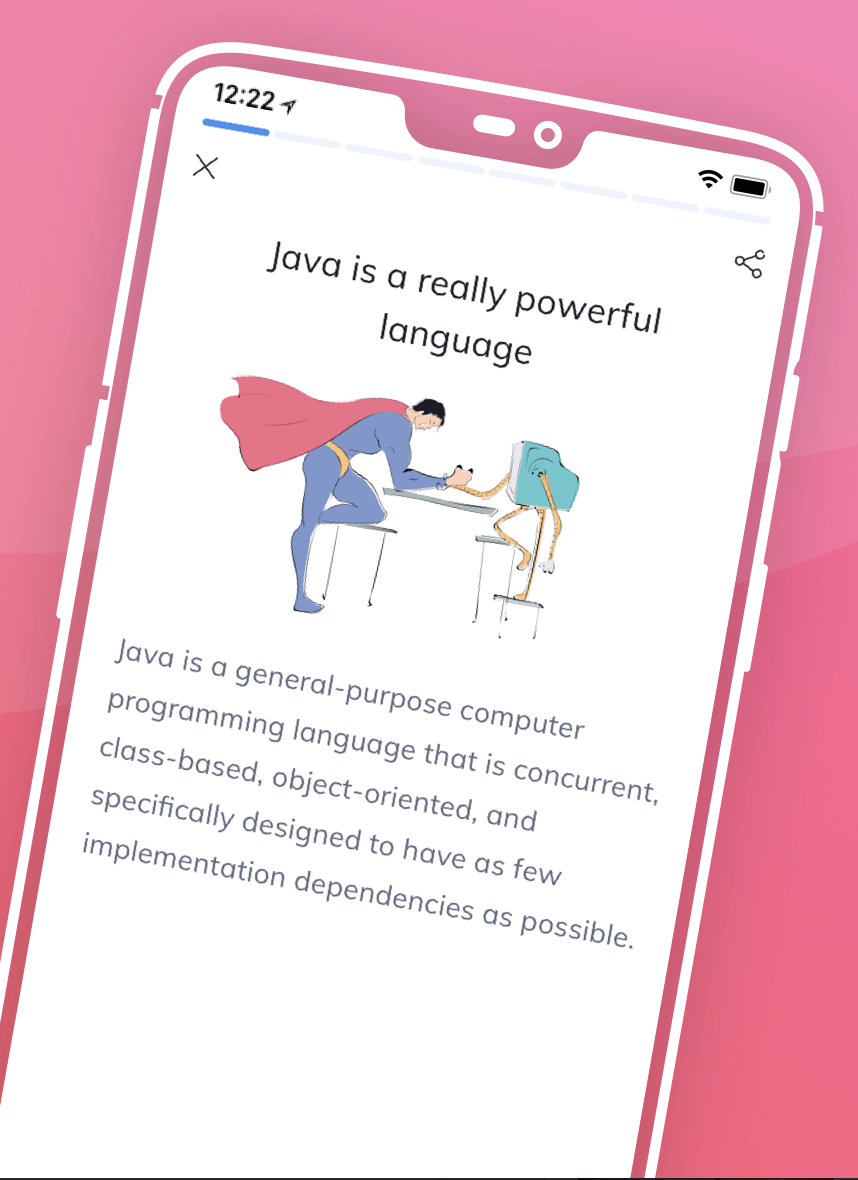 12:22
Java is a really powerful
language
Java is a general-purpose computer
programming language that is concurrent,
class-based, object-oriented, and
specifically designed to have as few
implementation dependencies as possible.